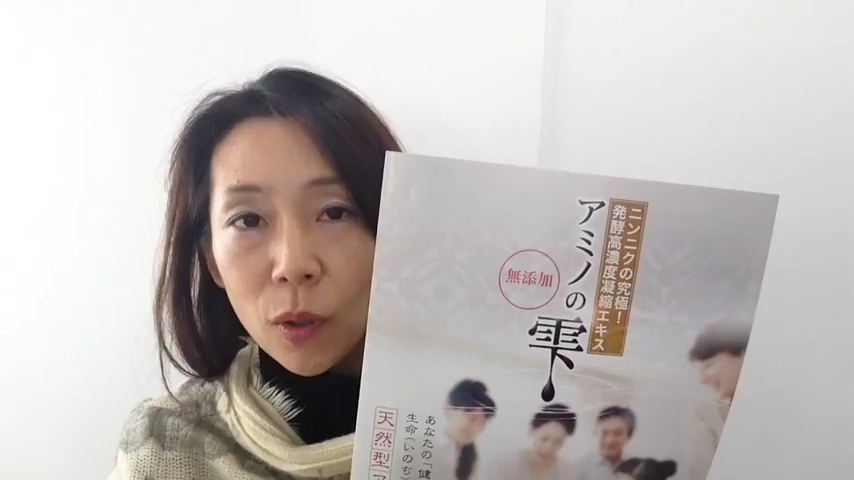 ニンニクの究極！
発酵高濃度凝縮エキス
アミノの
雫
無添加
あなたの「健
生命（いのち）
天然型ア